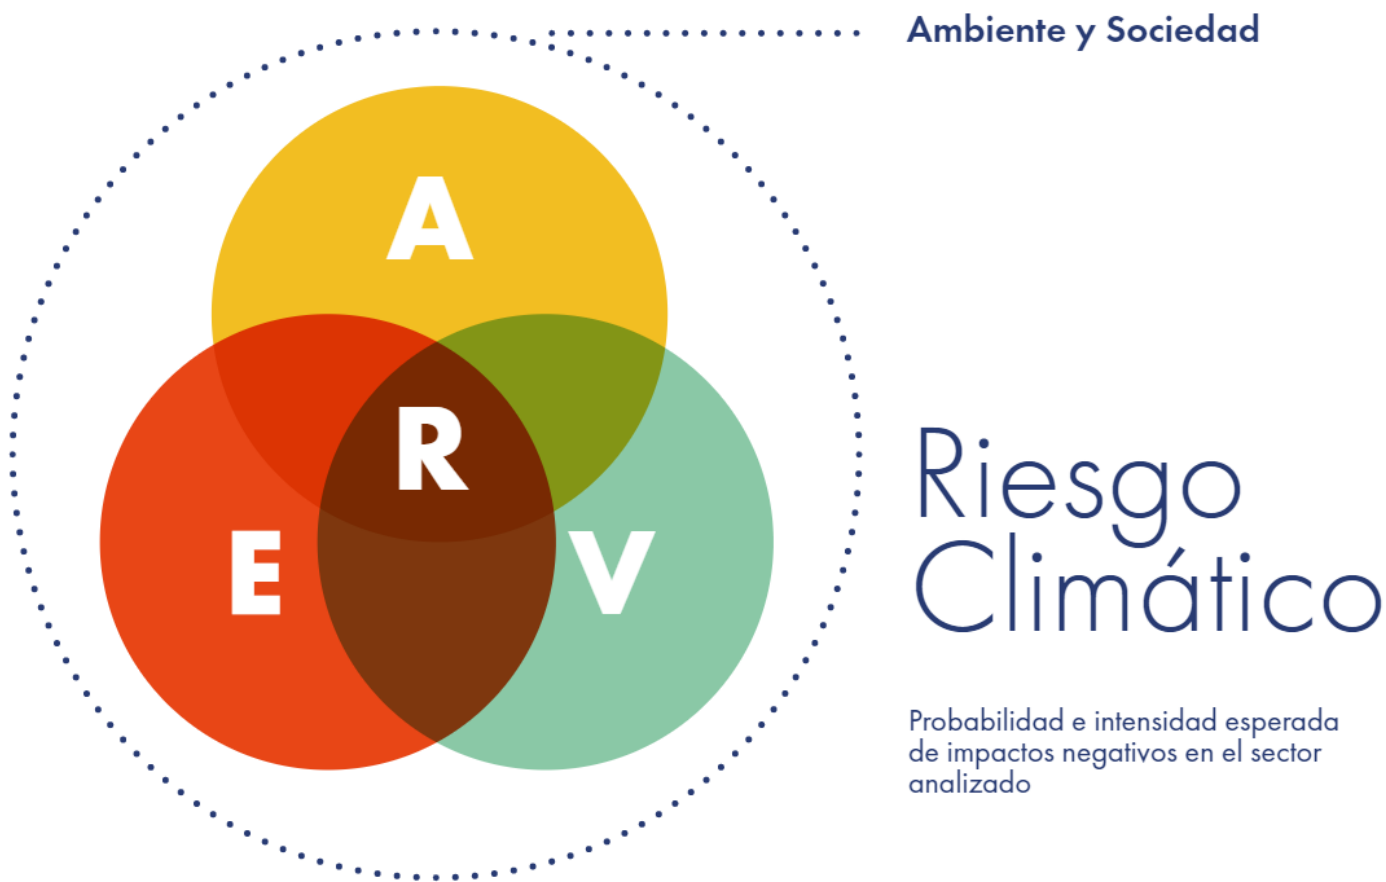 Ambiente y Sociedad
A
R
E
V
Riesgo
Climático
Probabilidad e intensidad esperada
de impactos negativos en el sector
analizado